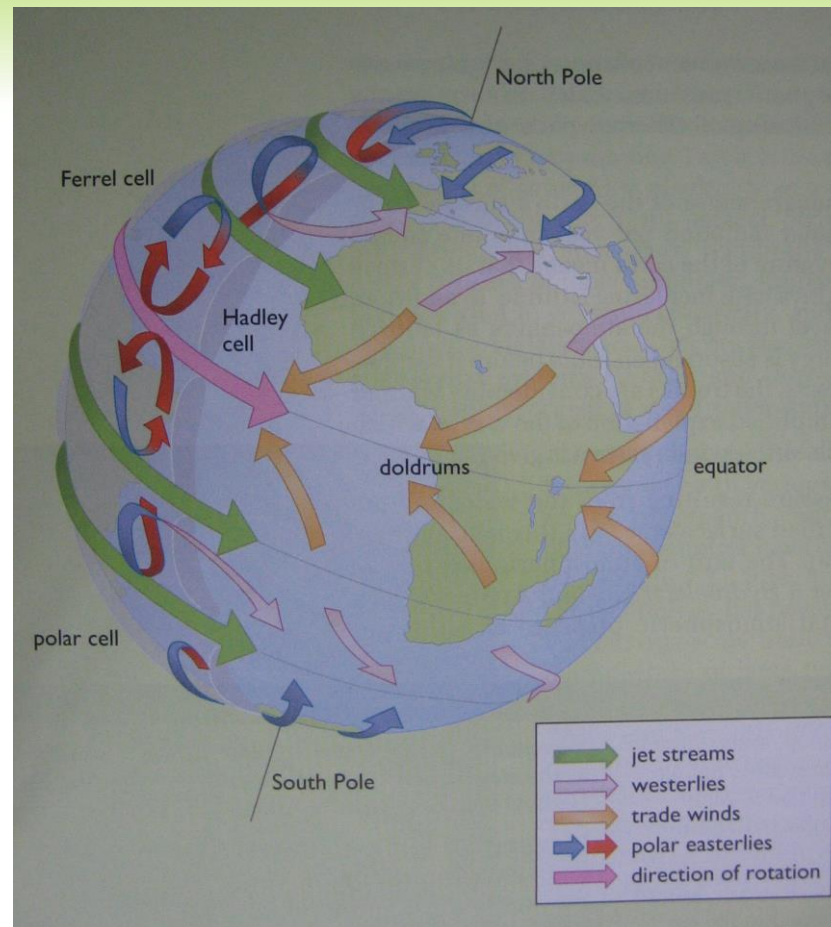 North Pole
Ferrel cell
Hadley
cell
doldrums
equator
polar cell
South Pole
jet streams
westerlies
trade winds
polar easterlies
direction of rotation